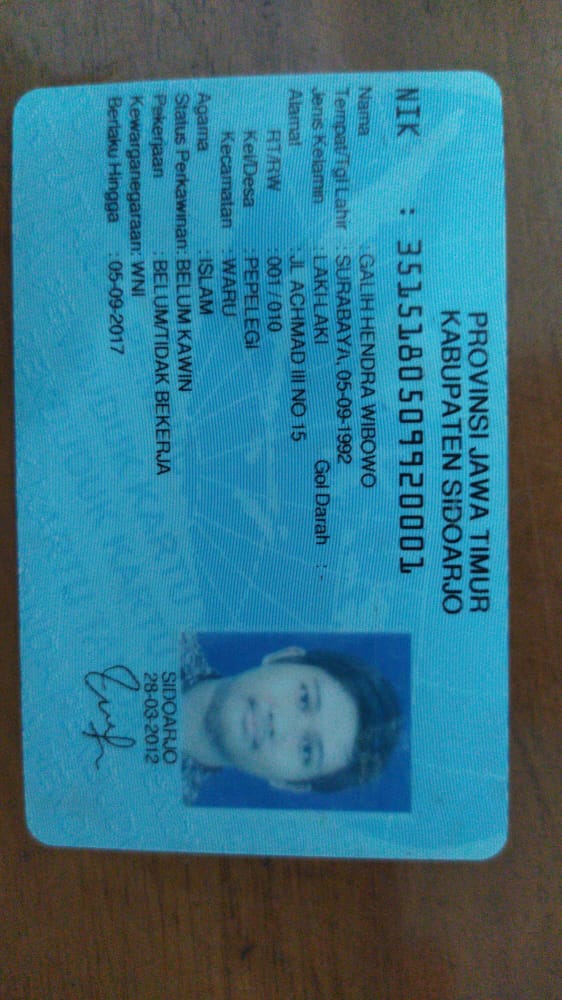 PROVINSI JAWA TIMUR
KABUPATEN SIDOARJO
NIK : 3515180509920001
Nama : GALIH HENDRA WIBOWO
Tempat/Tgl Lahir : SURABAYA, 05-09-1992
Jenis Kelamin : LAKI-LAKI Gol Darah : -
Alamat : JL ACHMAD III NO 15
RT/RW : 001 / 010
Kel/Desa : PEPELEGI
Kecamatan : WARU
Agama : ISLAM
Status Perkawinan: BELUM KAWIN
Pekerjaan : BELUM/TIDAK BEKERJA
Kewarganegaraan: WNI
Berlaku Hingga : 05-09-2017
SIDOARJO
28-03-2012